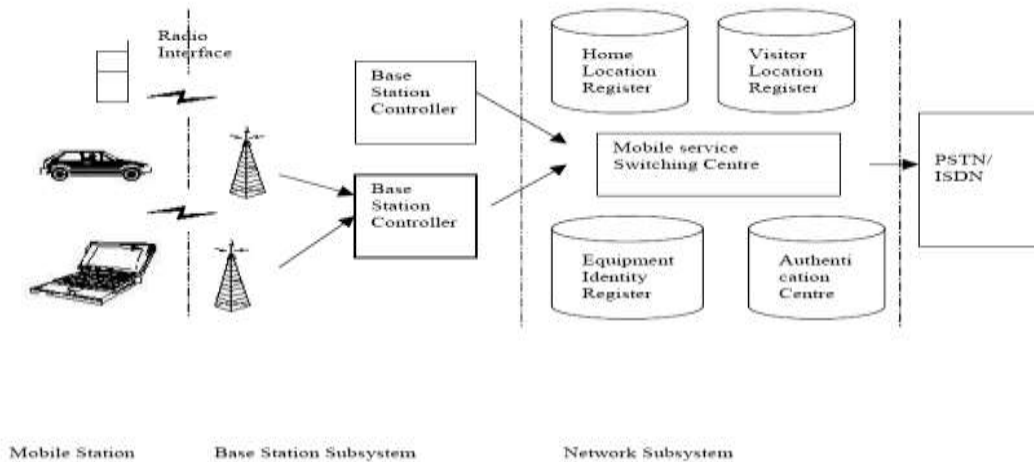 Radio
Interface
Base
Station
Controller
Base
Station
Controller
Home
Location
Register
Visitor
Location
Register
Mobile service
Switching Centre
Equipment
Identity
Register
Authenti
cation
Centre
PSTN/
ISDN
Mobile Station
Base Station Subsystem
Network Subsystem